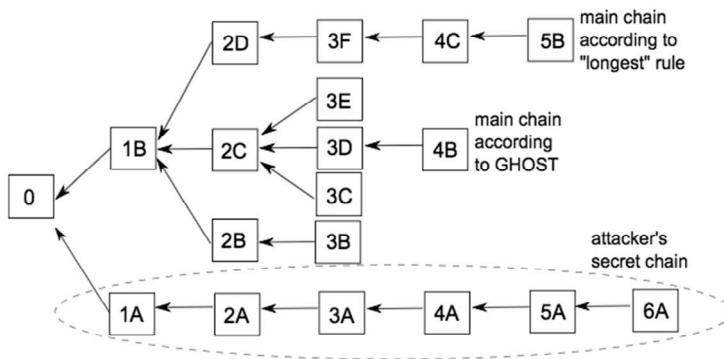 2D
3F
4C
5B
main chain
according to
"longest" rule
3E
1B
2C
3D
4B
main chain
according
to GHOST
0
3C
2B
3B
attacker's
secret chain
1A
2A
3A
4A
5A
6A